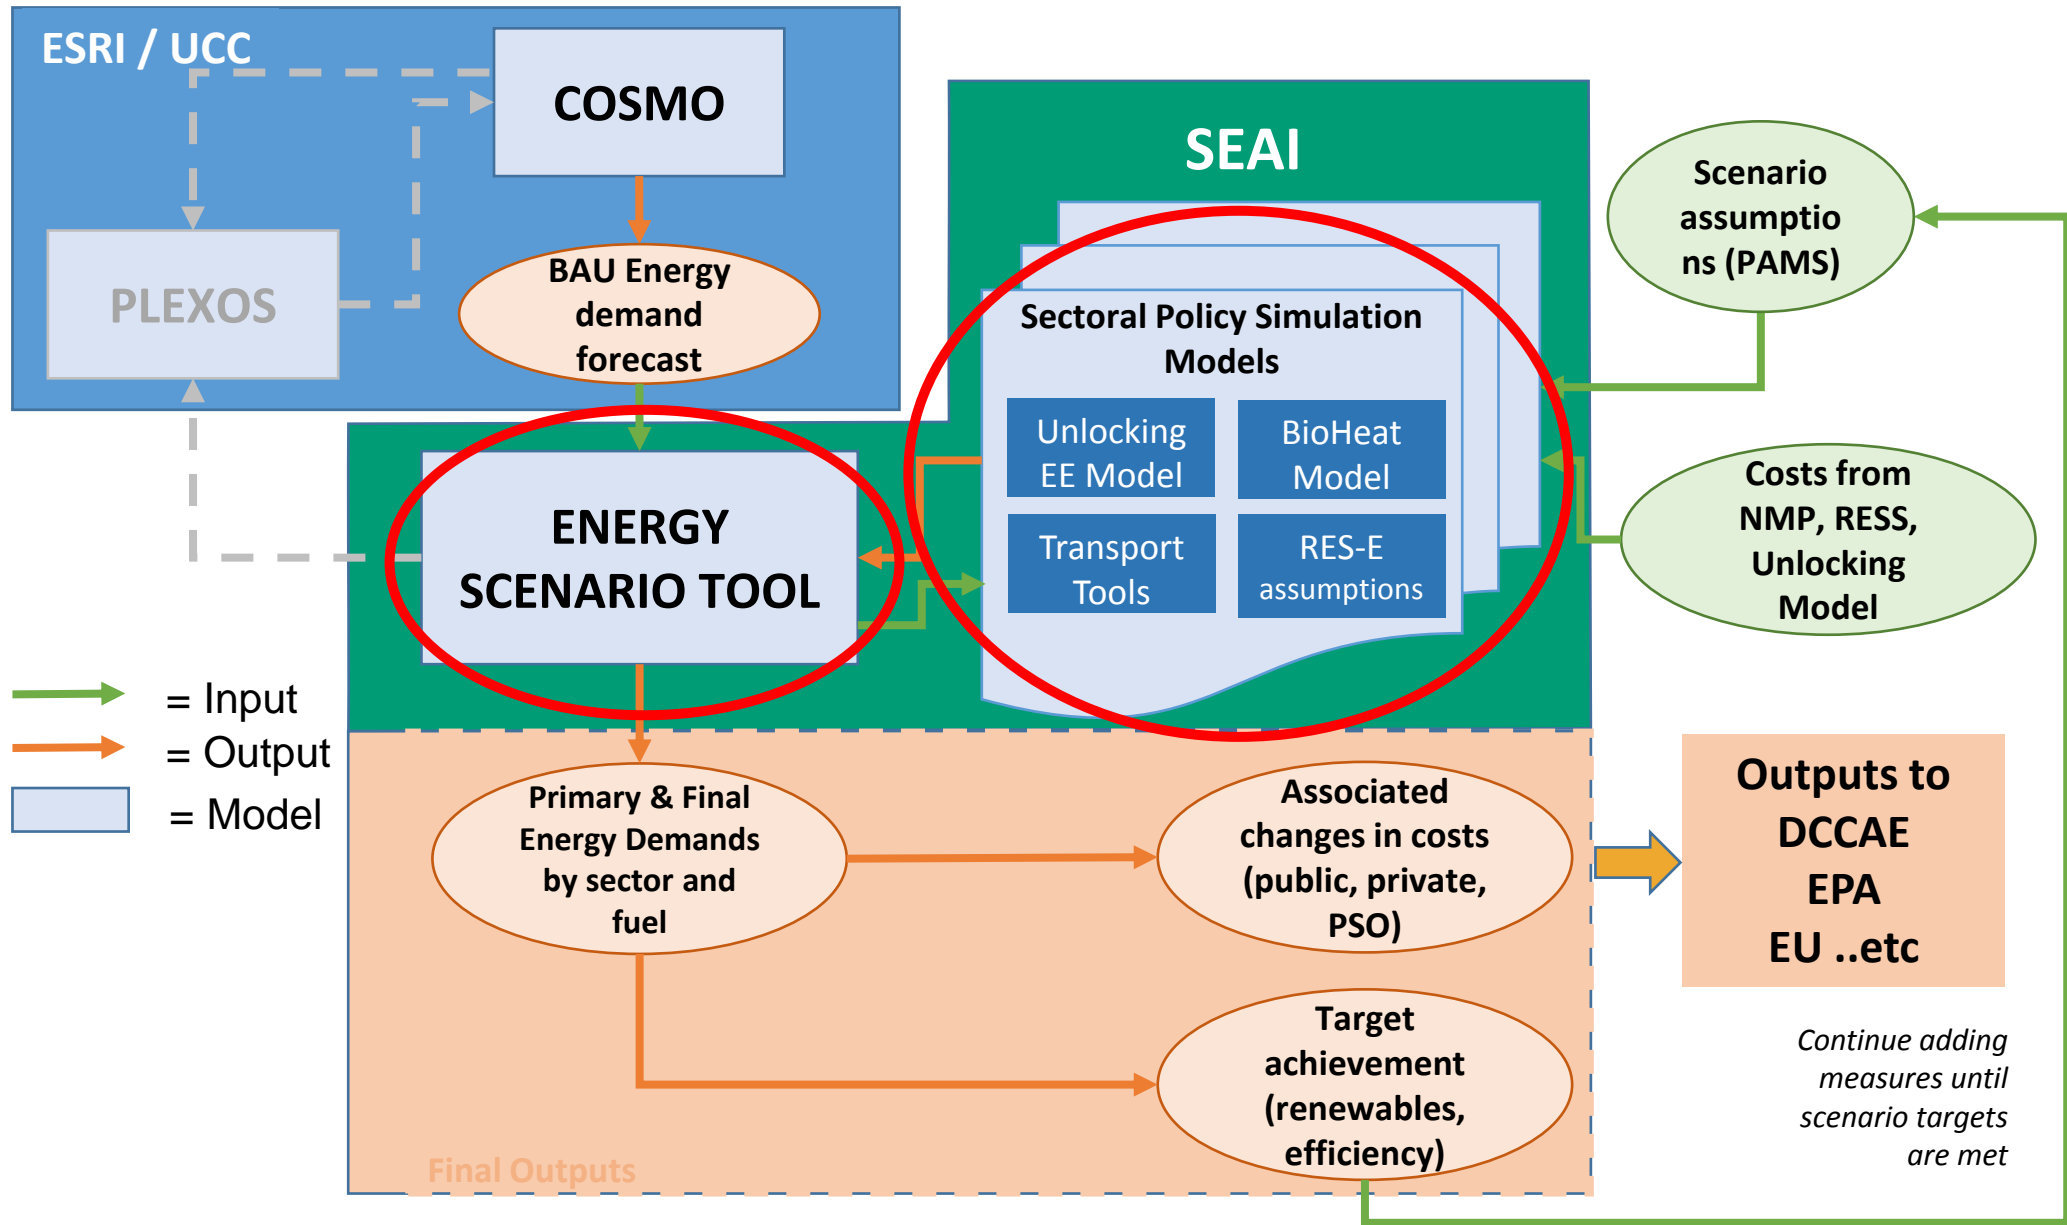 ESRI / UCC
COSMO
PLEXOS
BAU Energy
demand
forecast
SEAI
Sectoral Policy Simulation
Models
Unlocking
EE Model
BioHeat
Model
Transport
Tools
RES-E
assumptions
Scenario
assumptio
ns (PAMS)
Costs from
NMP, RESS,
Unlocking
Model
ENERGY
SCENARIO TOOL
= Input
= Output
= Model
Primary & Final
Energy Demands
by sector and
fuel
Associated
changes in costs
(public, private,
PSO)
Target
achievement
(renewables,
efficiency)
Final Outputs
Outputs to
DCCAE
EPA
EU ..etc
Continue adding
measures until
scenario targets
are met